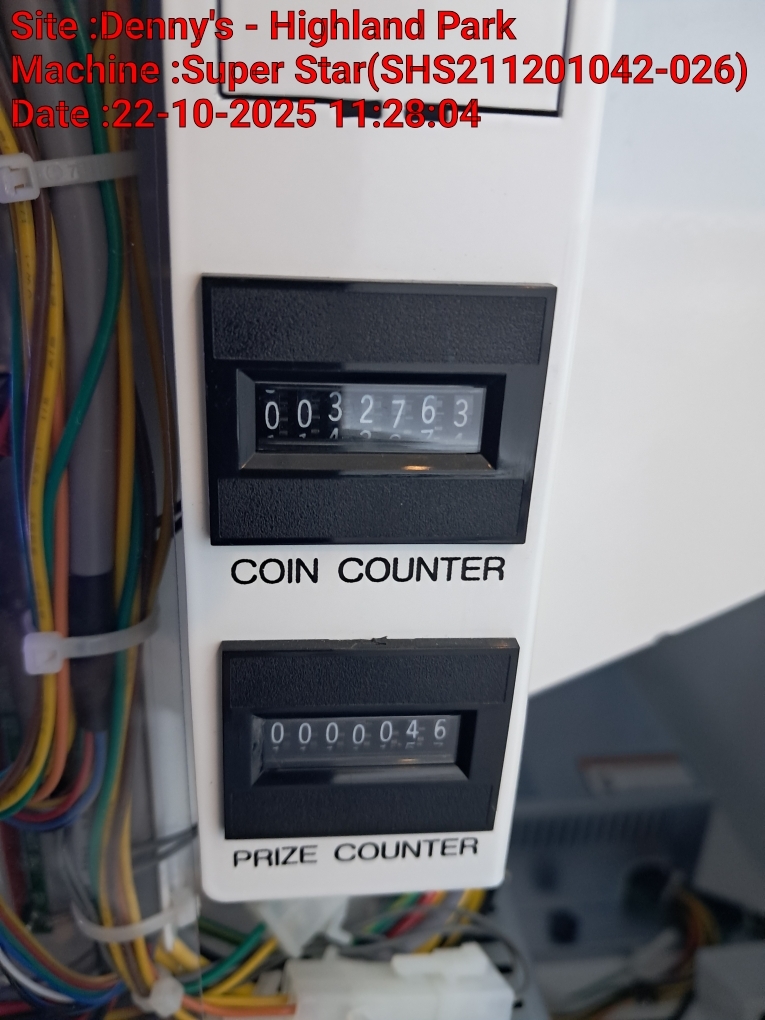 Site :Denny's - Highland Park
Machine :Super Star(SHS211201042-026)
Date :22-10-2025 11:28:04
0032763
COIN COUNTER
0000046
PRIZE COUNTER